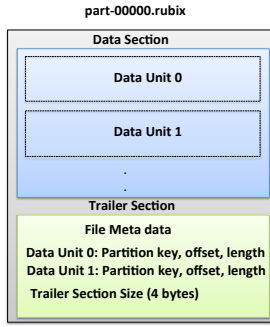 part-00000.rubix
Data Section
Data Unit 0
Data Unit 1
.
.
Trailer Section
File Meta data
Data Unit 0: Partition key, offset, length
Data Unit 1: Partition key, offset, length
Trailer Section Size (4 bytes)